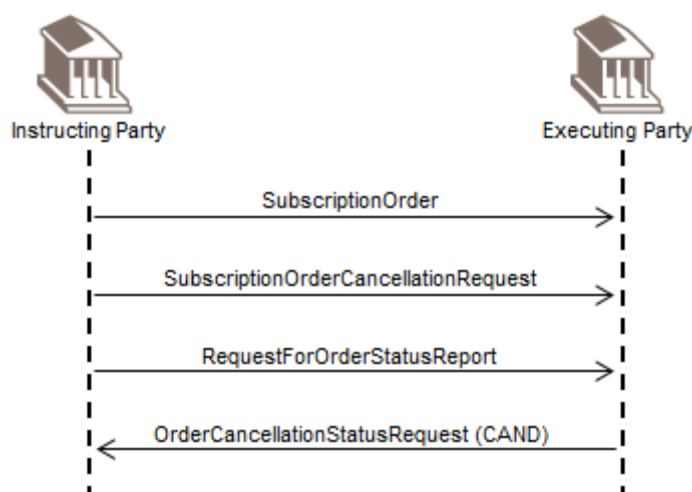 Instructing Party
Executing Party
SubscriptionOrder
SubscriptionOrderCancellationRequest
RequestForOrderStatusReport
OrderCancellationStatusRequest (CAND)